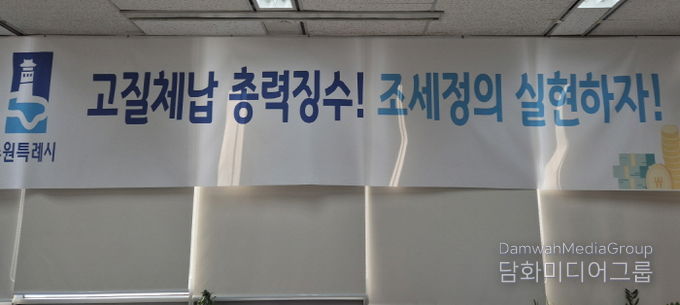 고질체납 총력징수! 조세정의 실현하자!
수원특례시
₩
DamwahMediaGroup
담화미디어그룹